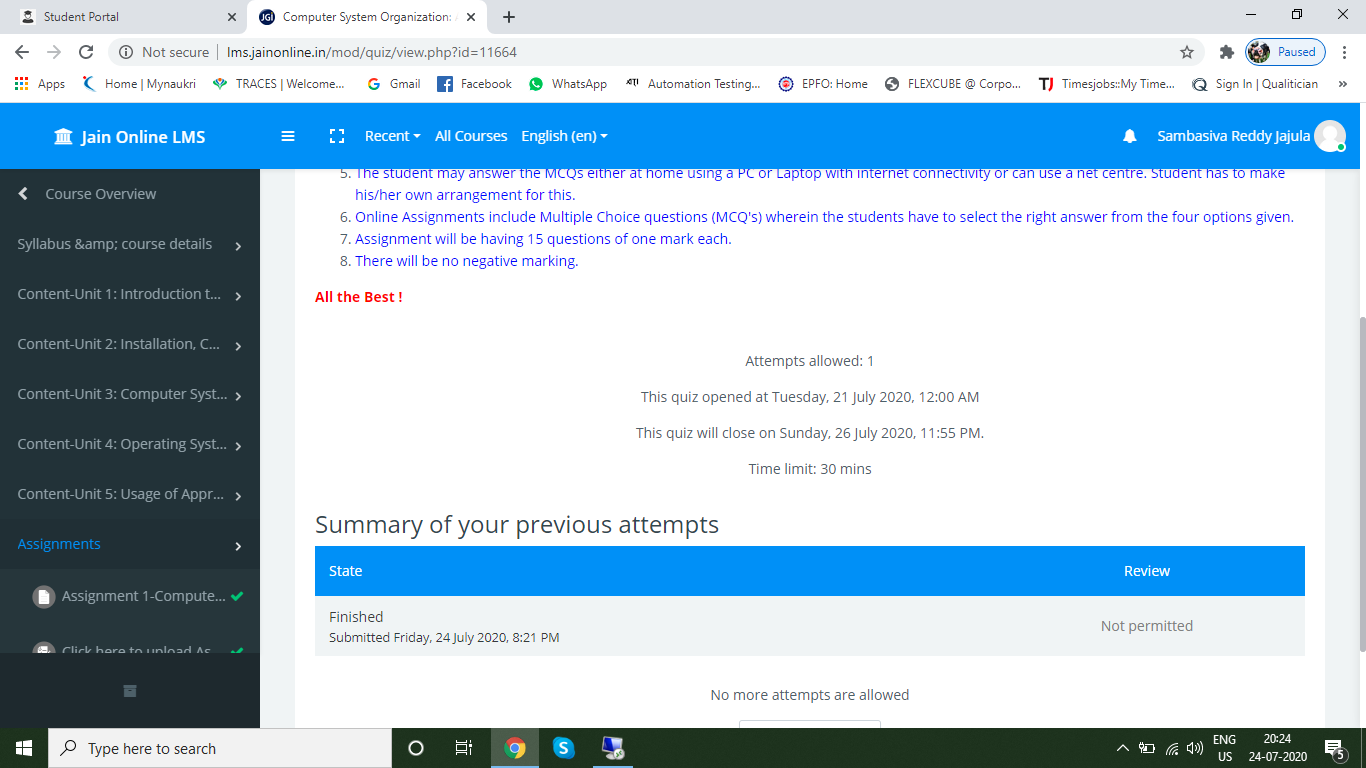 Student Portal
JGI
Computer System Organization: A
Not secure
lms.jainonline.in/mod/quiz/view.php?id=11664
Paused
Apps
Home | Mynaukri
TRACES | Welcome...
Gmail
Facebook
WhatsApp
ATI
Automation Testing...
EPFO: Home
FLEXCUBE @ Corpo...
TJ
Timesjobs::My Time...
Sign In | Qualitician
»
Jain Online LMS
Recent
All Courses
English (en)
Sambasiva Reddy Jajula
Course Overview
Syllabus &amp; course details
Content-Unit 1: Introduction t...
Content-Unit 2: Installation, C...
Content-Unit 3: Computer Syst...
Content-Unit 4: Operating Syst...
Content-Unit 5: Usage of Appr...
Assignments
Assignment 1-Compute...
Click here to upload As...
5. The student may answer the MCQs either at home using a PC or Laptop with internet connectivity or can use a net centre. Student has to make
his/her own arrangement for this.
6. Online Assignments include Multiple Choice questions (MCQ's) wherein the students have to select the right answer from the four options given.
7. Assignment will be having 15 questions of one mark each.
8. There will be no negative marking.
All the Best !
Attempts allowed: 1
This quiz opened at Tuesday, 21 July 2020, 12:00 AM
This quiz will close on Sunday, 26 July 2020, 11:55 PM.
Time limit: 30 mins
Summary of your previous attempts
State
Review
Finished
Submitted Friday, 24 July 2020, 8:21 PM
Not permitted
No more attempts are allowed
Type here to search
ENG
US
20:24
24-07-2020
5